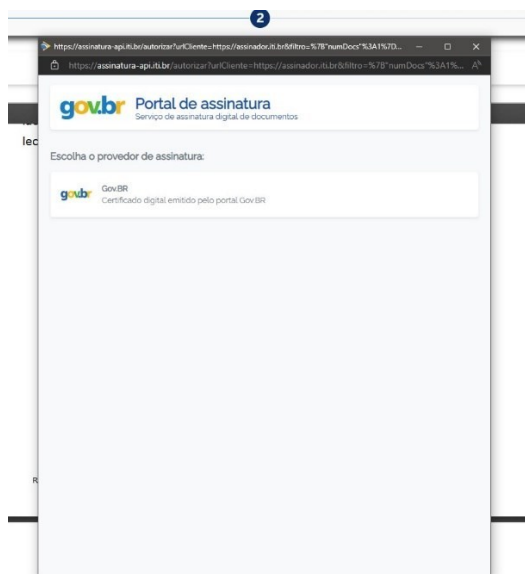 2
https://assinatura-api.iti.br/autorizar?urlCliente=https://assinador.iti.br&filtro=%7B"numDocs"%3A1%7D...
https://assinatura-api.iti.br/autorizar?urlCliente=https://assinador.iti.br&filtro=%7B"numDocs"%3A1%...
gov.br Portal de assinatura
Serviço de assinatura digital de documentos
lec
Escolha o provedor de assinatura:
gov.br Gov.BR
Certificado digital emitido pelo portal Gov.BR
R